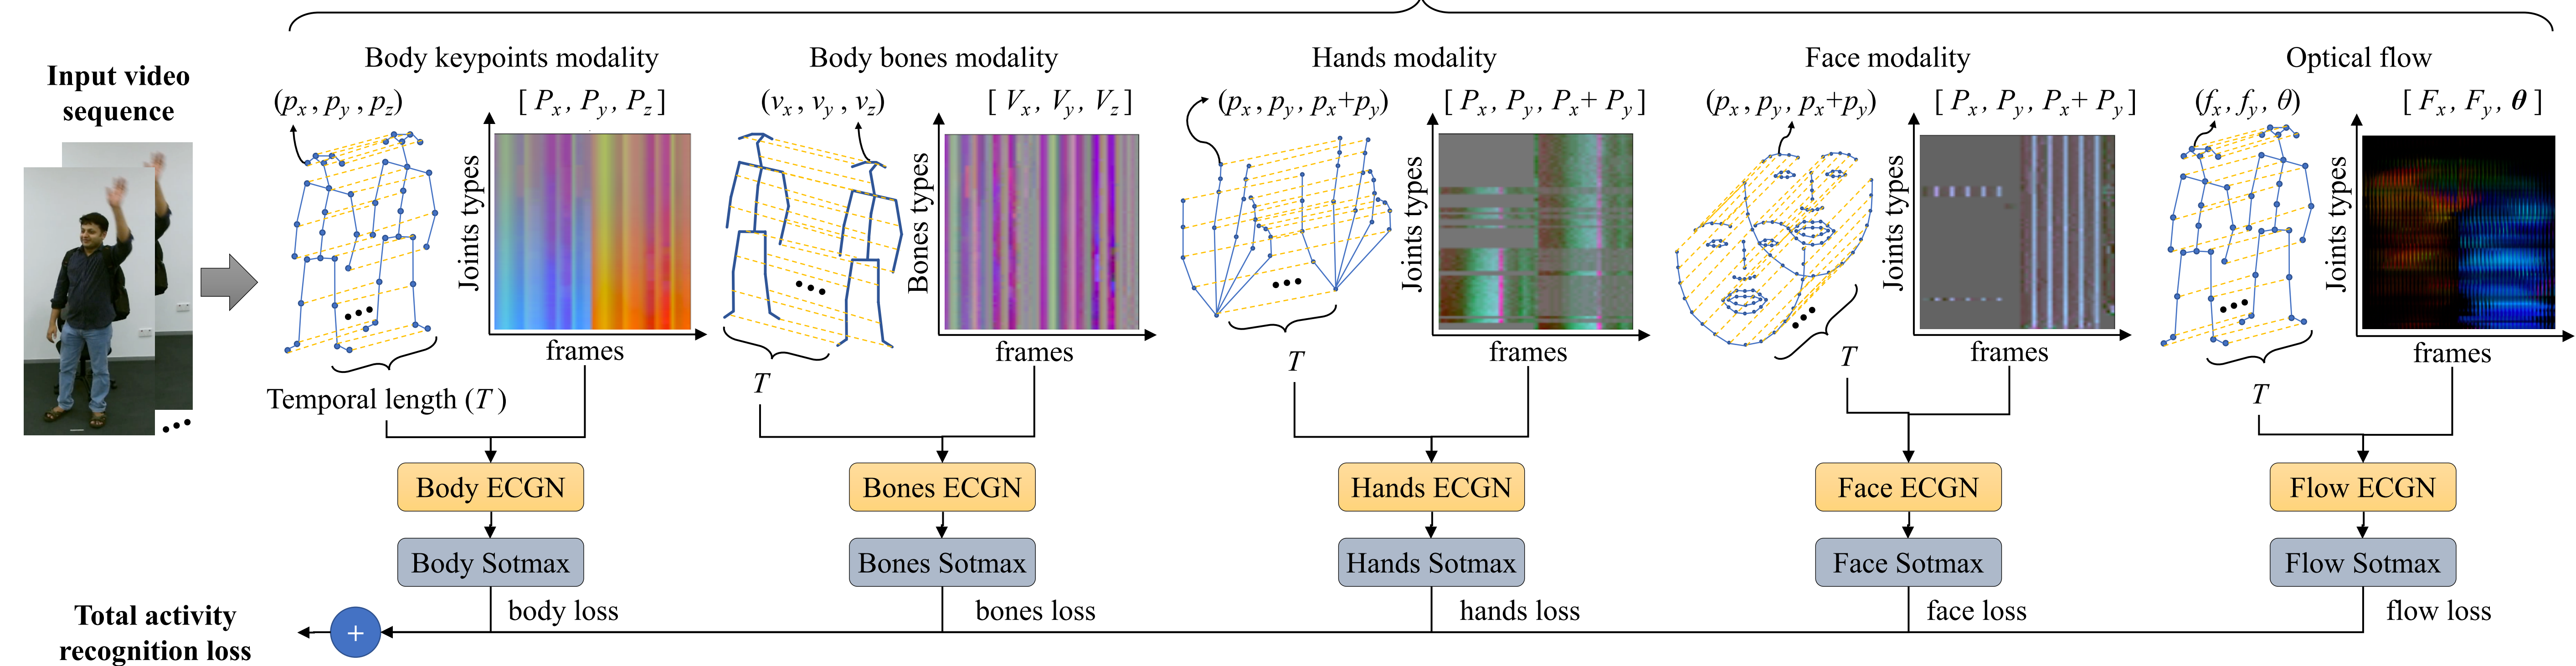 Input video
sequence
Body keypoints modality
(px, py, pz)
[ Px, Py, Pz ]
Joints types
frames
Temporal length (T)
Body bones modality
(vx, vy, vz)
[ Vx, Vy, Vz ]
Bones types
frames
T
Hands modality
(px, py, px+py)
[ Px, Py, Px+ Py ]
Joints types
frames
T
Face modality
(px, py, px+py)
[ Px, Py, Px+ Py ]
Joints types
frames
T
Optical flow
(fx, fy, θ)
[ Fx, Fy, θ ]
Joints types
frames
T
Body ECGN
Bones ECGN
Hands ECGN
Face ECGN
Flow ECGN
Body Sotmax
Bones Sotmax
Hands Sotmax
Face Sotmax
Flow Sotmax
body loss
bones loss
hands loss
face loss
flow loss
+
Total activity
recognition loss